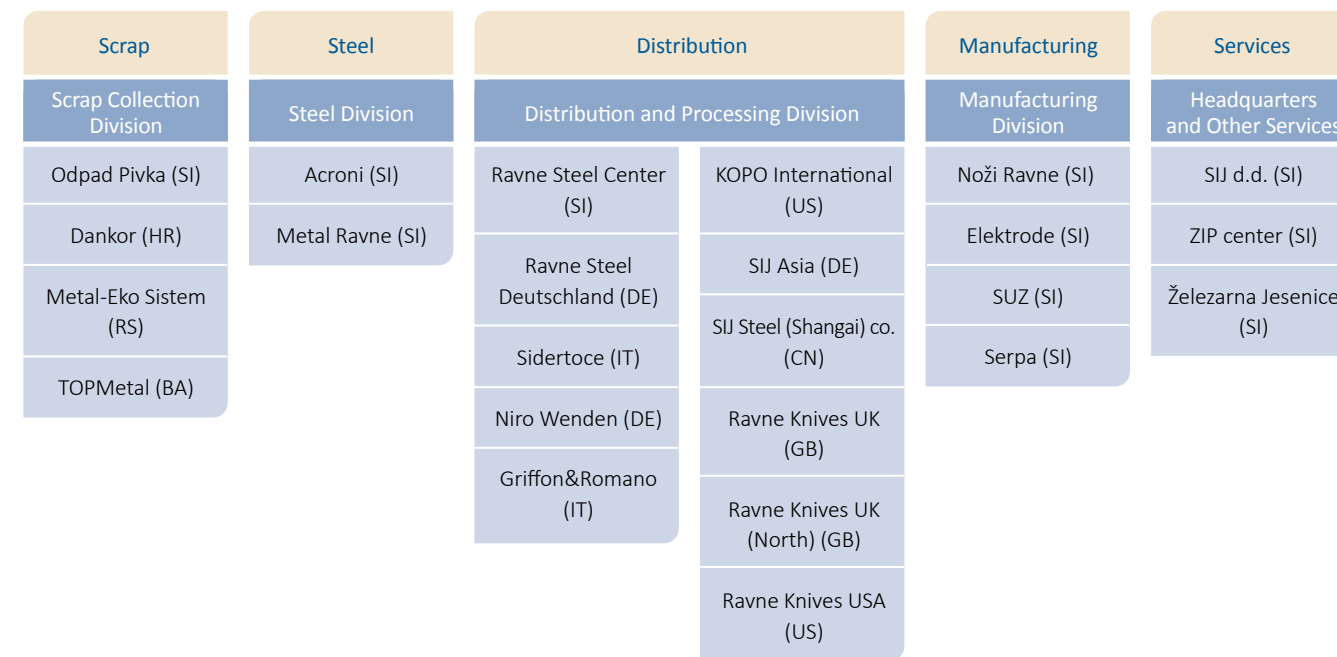 Scrap
Scrap Collection
Division
Odpad Pivka (SI)
Dankor (HR)
Metal-Eko Sistem
(RS)
TOPMetal (BA)
Steel
Steel Division
Acroni (SI)
Metal Ravne (SI)
Distribution
Distribution and Processing Division
Ravne Steel Center
(SI)
Ravne Steel
Deutschland (DE)
Sidertoce (IT)
Niro Wenden (DE)
Griffon&Romano
(IT)
KOPO International
(US)
SIJ Asia (DE)
SIJ Steel (Shangai) co.
(CN)
Ravne Knives UK
(GB)
Ravne Knives UK
(North) (GB)
Ravne Knives USA
(US)
Manufacturing
Manufacturing
Division
Noži Ravne (SI)
Elektrode (SI)
SUZ (SI)
Serpa (SI)
Services
Headquarters
and Other Services
SIJ d.d. (SI)
ZIP center (SI)
Železarna Jesenice
(SI)